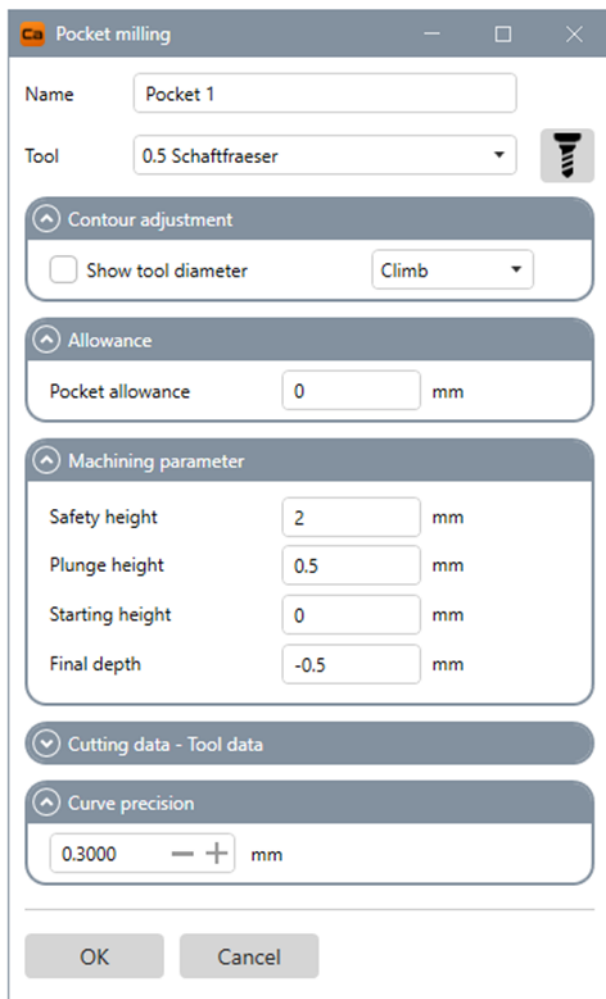 Ca Pocket milling
Name Pocket 1
Tool 0.5 Schaftfraeser
Contour adjustment
Show tool diameter Climb
Allowance
Pocket allowance 0 mm
Machining parameter
Safety height 2 mm
Plunge height 0.5 mm
Starting height 0 mm
Final depth -0.5 mm
Cutting data - Tool data
Curve precision
0.3000 mm
OK Cancel